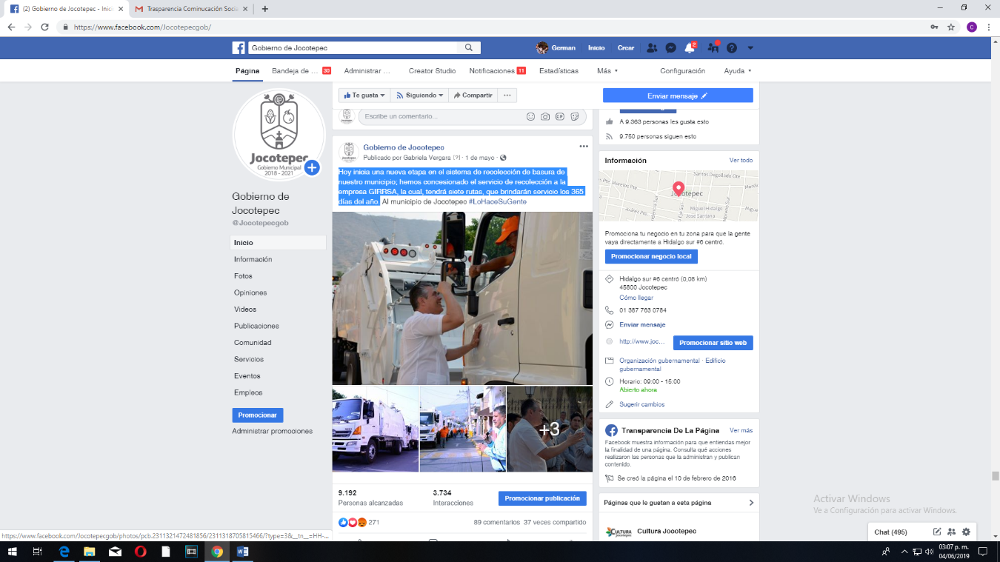 (2) Gobierno de Jocotepec - Inic
Trasparencia Cominucación Socia
https://www.facebook.com/Jocotepecgob/
Gobierno de Jocotepec
German
Inicio
Crear
2
Página
Bandeja de ... 30
Administrar ...
Creator Studio
Notificaciones 11
Estadísticas
Más
Configuración
Ayuda
Jocotepec
Gobierno Municipal
2018 - 2021
Gobierno de
Jocotepec
@Jocotepecgob
Inicio
Información
Fotos
Opiniones
Videos
Publicaciones
Comunidad
Servicios
Eventos
Empleos
Promocionar
Administrar promociones
Te gusta
Siguiendo
Compartir
...
Enviar mensaje
Escribe un comentario...
GIF
Gobierno de Jocotepec
Publicado por Gabriela Vergara [?] · 1 de mayo ·
Hoy inicia una nueva etapa en el sistema de recolección de basura de
nuestro municipio; hemos concesionado el servicio de recolección a la
empresa GIRRSA, la cual, tendrá siete rutas, que brindarán servicio los 365
días del año. Al municipio de Jocotepec #LoHaceSuGente
+3
9.192
Personas alcanzadas
3.734
Interacciones
Promocionar publicación
271
89 comentarios 37 veces compartido
A 9.363 personas les gusta esto
9.750 personas siguen esto
Información
Ver todo
Santos Degollado Ote.
Jocotepec
Miguel Hidalgo
José Santana
Juárez Pte
Promociona tu negocio en tu zona para que la gente
vaya directamente a Hidalgo sur #6 centró.
Promocionar negocio local
Hidalgo sur #6 centró (0,08 km)
45800 Jocotepec
Cómo llegar
01 387 763 0784
Enviar mensaje
http://www.joc...
Promocionar sitio web
Organización gubernamental · Edificio
gubernamental
Horario: 09:00 - 15:00
Abierto ahora
Sugerir cambios
Transparencia De La Página
Ver más
Facebook muestra información para que entiendas mejor
la finalidad de una página. Consulta qué acciones
realizaron las personas que la administran y publican
contenido.
Se creó la página el 10 de febrero de 2016
Páginas que le gustan a esta página
CULTURA
Jocotepec
Cultura Jocotepec
Activar Windows
Ve a Configuración para activar Windows.
Chat (495)
https://www.facebook.com/Jocotepecgob/photos/pcb.2311321472481856/2311318705815466/?type=3&__tn__=HH-...
03:07 p. m.
04/06/2019